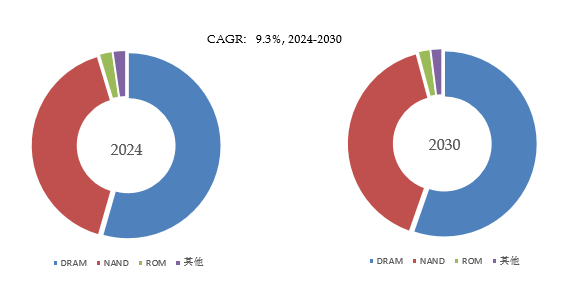 CAGR: 9.3%, 2024-2030
2024
2030
DRAM NAND ROM 其他
DRAM NAND ROM 其他